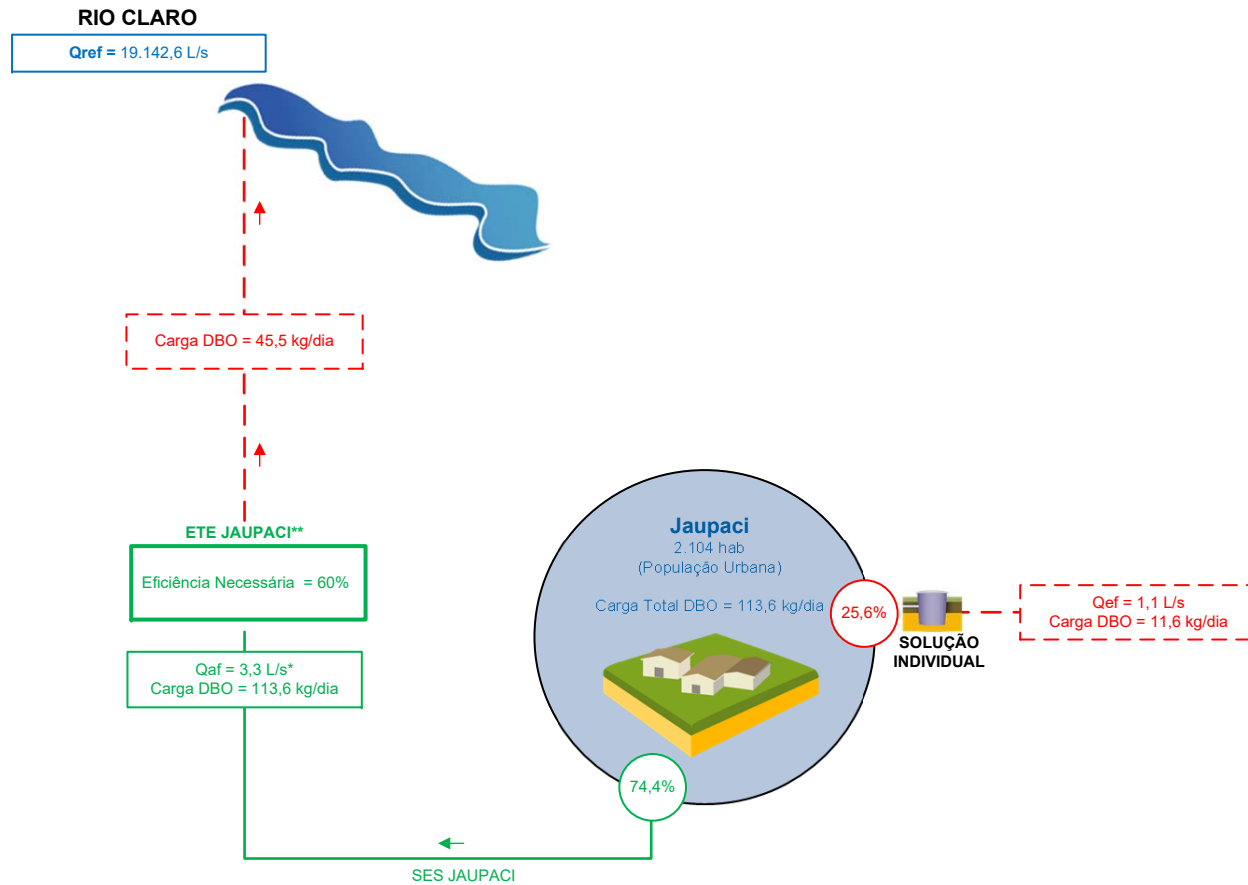 RIO CLARO
Qref = 19.142,6 L/s
Carga DBO = 45,5 kg/dia
ETE JAUPACI**
Eficiência Necessária = 60%
Qaf = 3,3 L/s*
Carga DBO = 113,6 kg/dia
Jaupaci
2.104 hab
(População Urbana)
Carga Total DBO = 113,6 kg/dia
25,6%
SOLUÇÃO
INDIVIDUAL
Qef = 1,1 L/s
Carga DBO = 11,6 kg/dia
74,4%
SES JAUPACI